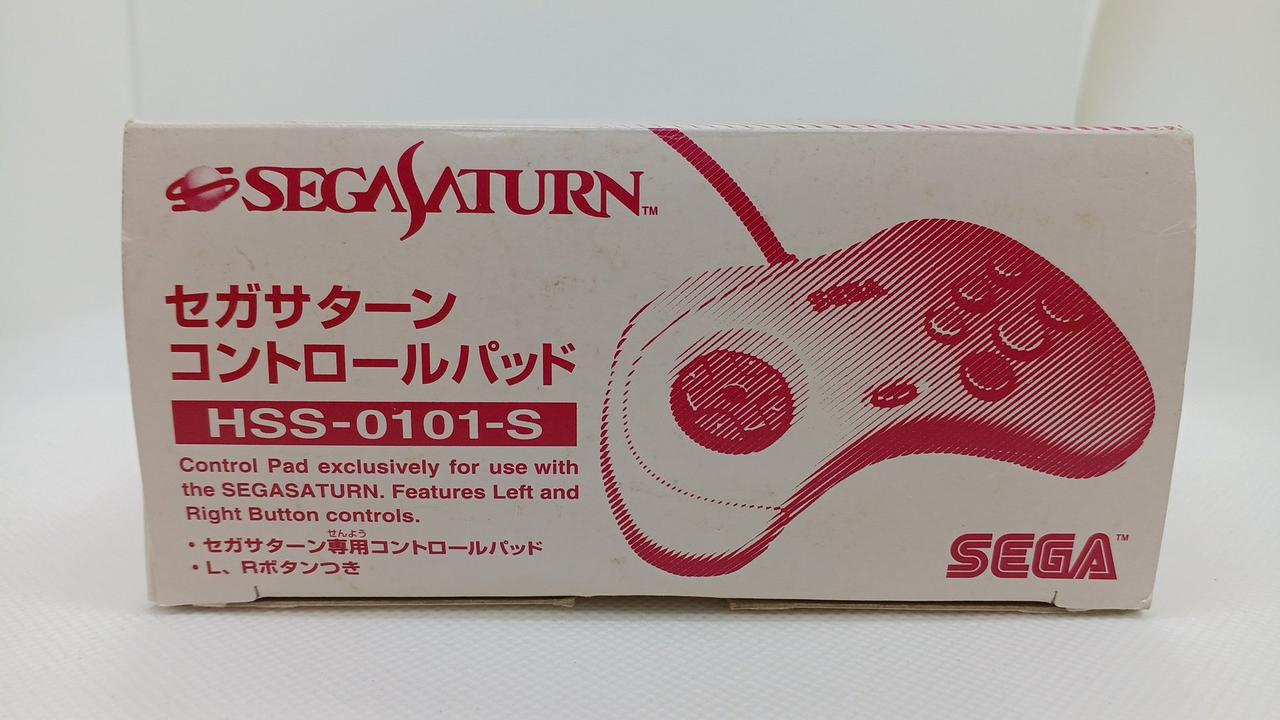 SEGASATURN™
セガサターン
コントロールパッド
HSS-0101-S
Control Pad exclusively for use with
the SEGASATURN. Features Left and
Right Button controls.
せんよう
・セガサターン専用コントロールパッド
・L、Rボタンつき
SEGA
SEGA™